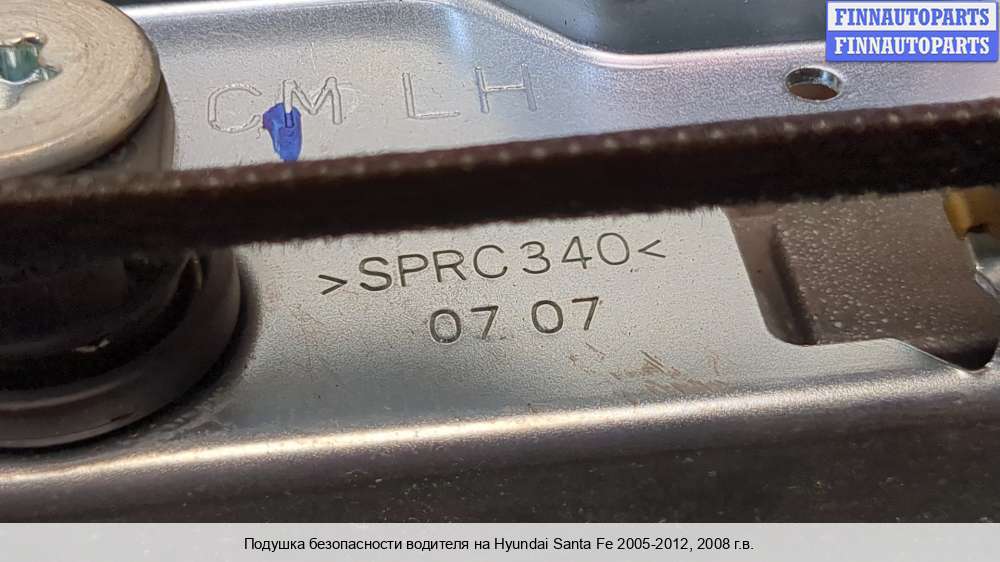 FINNAUTOPARTS
FINNAUTOPARTS
CM LH
>SPRC340<
07 07
Подушка безопасности водителя на Hyundai Santa Fe 2005-2012, 2008 г.в.